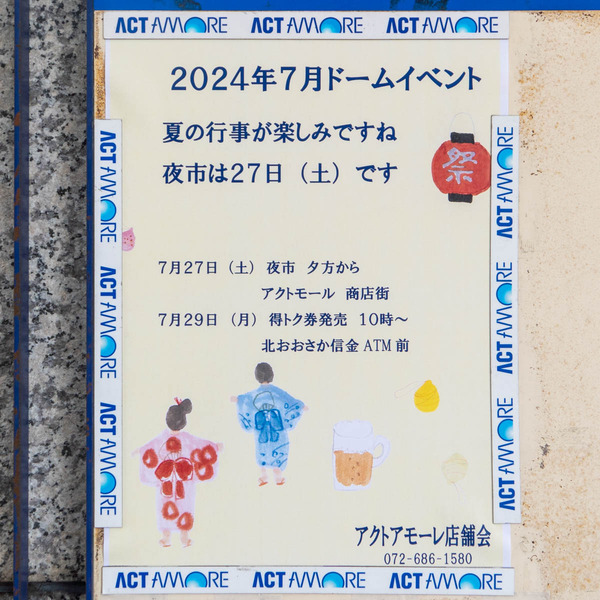 ACT AMORE ACT AMORE ACT AMORE
2024年7月ドームイベント
夏の行事が楽しみですね
夜市は27日（土）です
祭
7月27日（土） 夜市 夕方から
アクトモール 商店街
7月29日（月） 得トク券発売 10時～
北おおさか信金 ATM 前
アクトアモーレ店舗会
072-686-1580
ACT AMORE
ACT AMORE
ACT AMORE
ACT AMORE
ACT AMORE
ACT AMORE
ACT AMORE ACT AMORE ACT AMORE